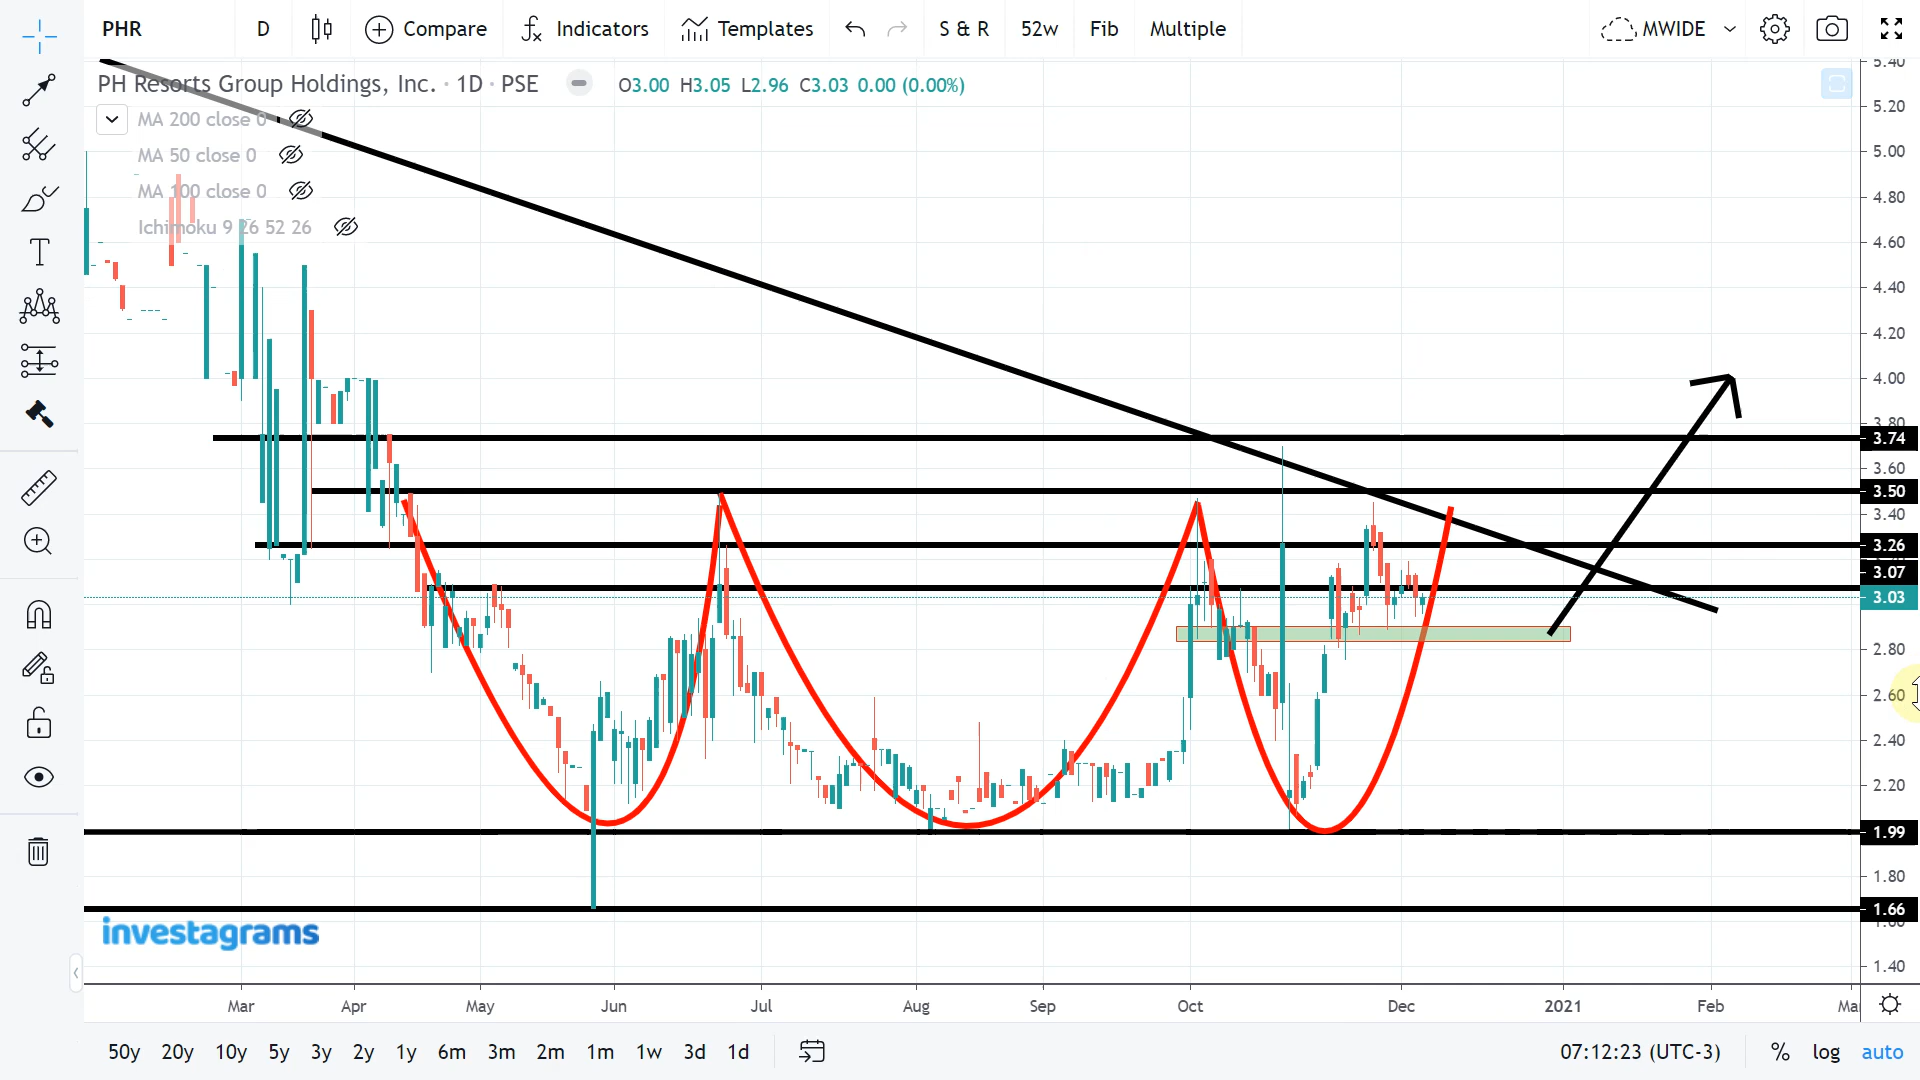 PHR D Compare Indicators Templates S & R 52w Fib Multiple MWIDE
PH Resorts Group Holdings, Inc. · 1D · PSE O3.00 H3.05 L2.96 C3.03 0.00 (0.00%)
MA 200 close 0
MA 50 close 0
MA 100 close 0
Ichimoku 9 26 52 26
5.40
5.20
5.00
4.80
4.60
4.40
4.20
4.00
3.80
3.74
3.60
3.50
3.40
3.26
3.07
3.03
2.80
2.60
2.40
2.20
1.99
1.80
1.66
1.60
1.40
investagrams
Mar Apr May Jun Jul Aug Sep Oct Dec 2021 Feb Ma
50y 20y 10y 5y 3y 2y 1y 6m 3m 2m 1m 1w 3d 1d 07:12:23 (UTC-3) % log auto